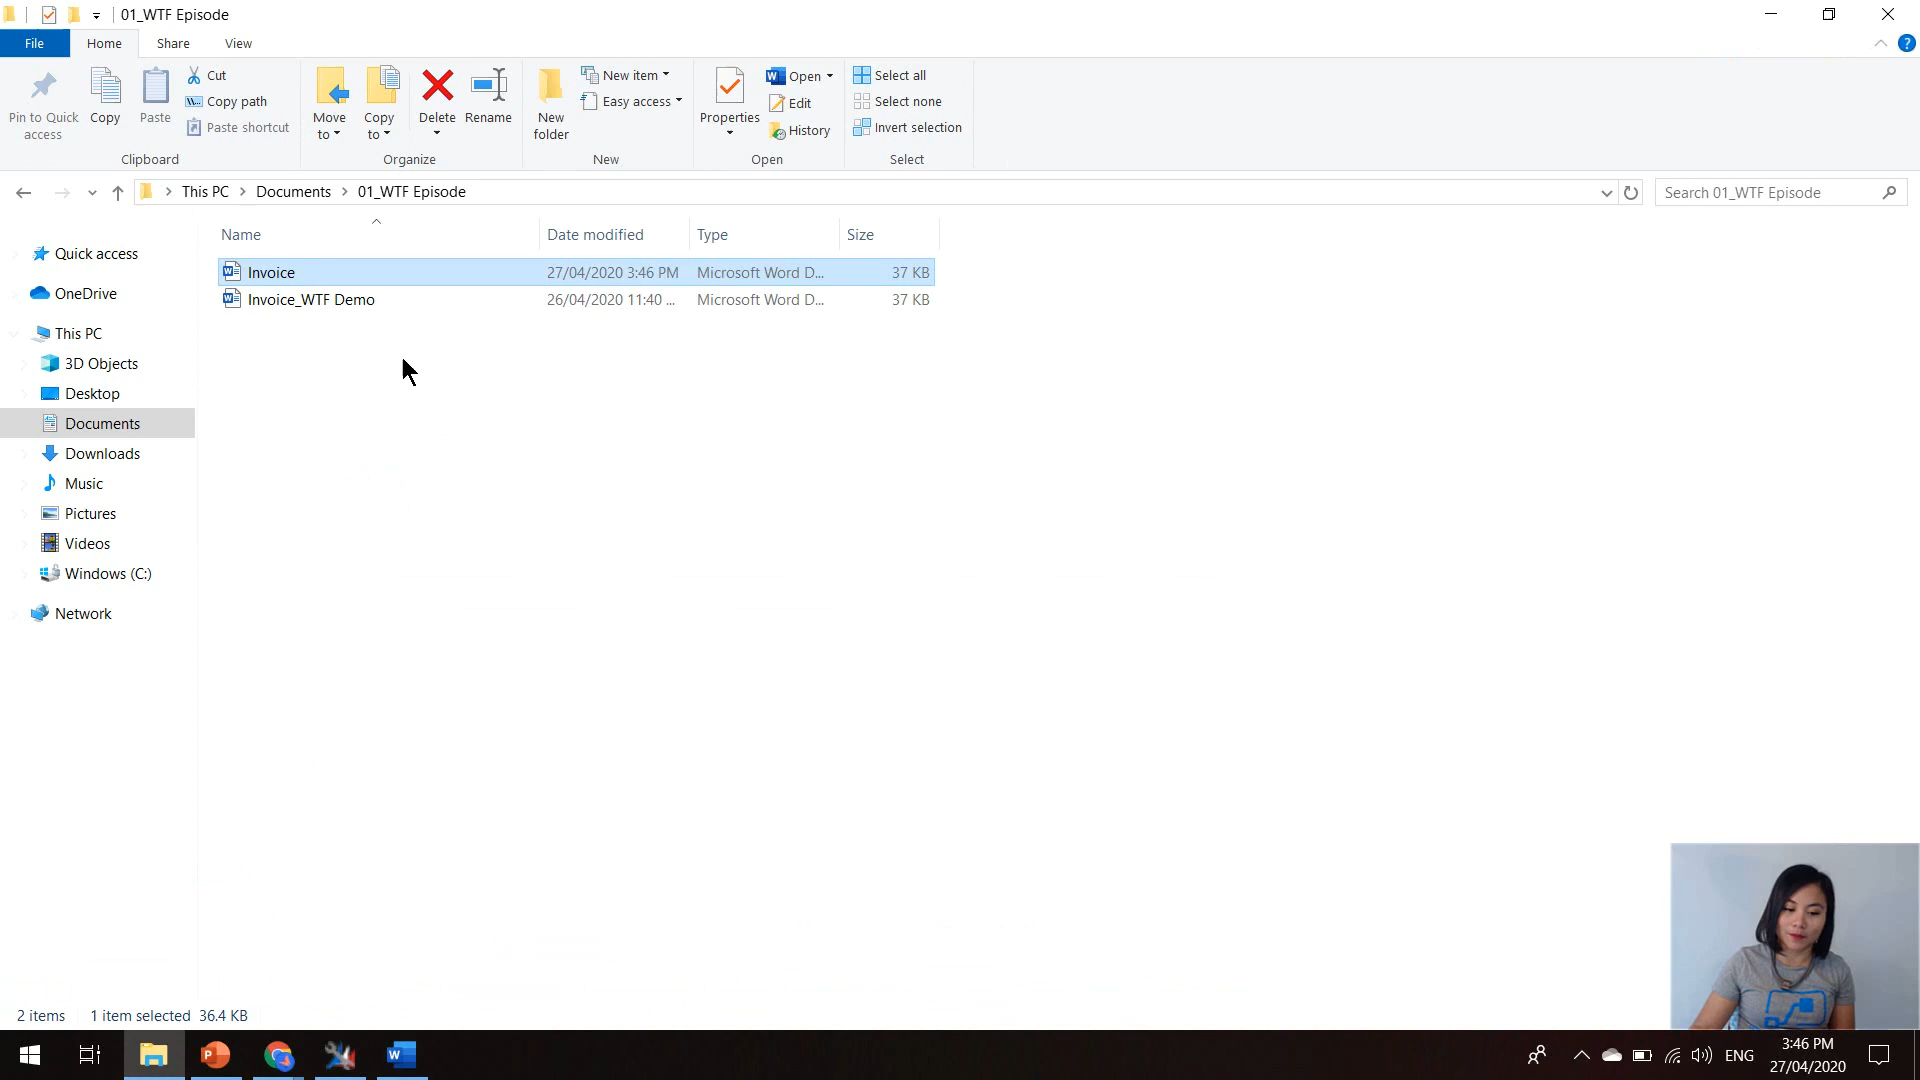 01_WTF Episode
File Home Share View
Pin to Quick access
Copy
Paste
Cut
Copy path
Paste shortcut
Clipboard
Move to
Copy to
Delete
Rename
Organize
New folder
New item
Easy access
New
Properties
Open
Edit
History
Open
Select all
Select none
Invert selection
Select
This PC > Documents > 01_WTF Episode
Search 01_WTF Episode
Name Date modified Type Size
Invoice 27/04/2020 3:46 PM Microsoft Word D... 37 KB
Invoice_WTF Demo 26/04/2020 11:40 ... Microsoft Word D... 37 KB
Quick access
OneDrive
This PC
3D Objects
Desktop
Documents
Downloads
Music
Pictures
Videos
Windows (C:)
Network
2 items 1 item selected 36.4 KB
ENG
3:46 PM
27/04/2020